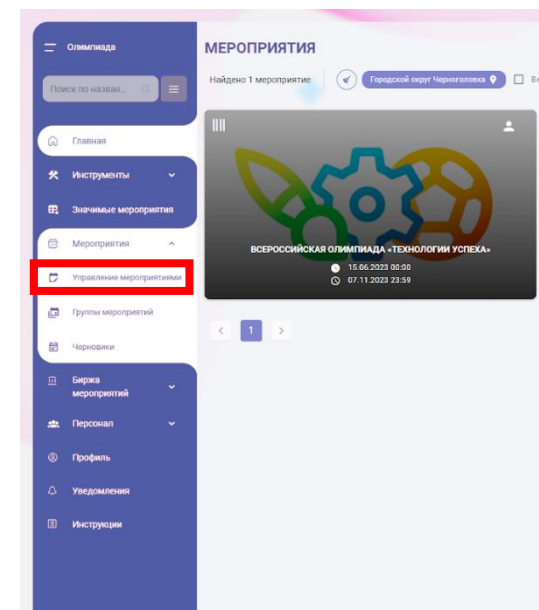 Олимпиада
Поиск по назван...
Главная
Инструменты
Значимые мероприятия
Мероприятия
Управление мероприятиями
Группы мероприятий
Черновики
Биржа
мероприятий
Персонал
Профиль
Уведомления
Инструкции
МЕРОПРИЯТИЯ
Найдено 1 мероприятие
Городской округ Черноголовка
ВСЕРОССИЙСКАЯ ОЛИМПИАДА «ТЕХНОЛОГИИ УСПЕХА»
15.06.2023 00:00
07.11.2023 23:59
1